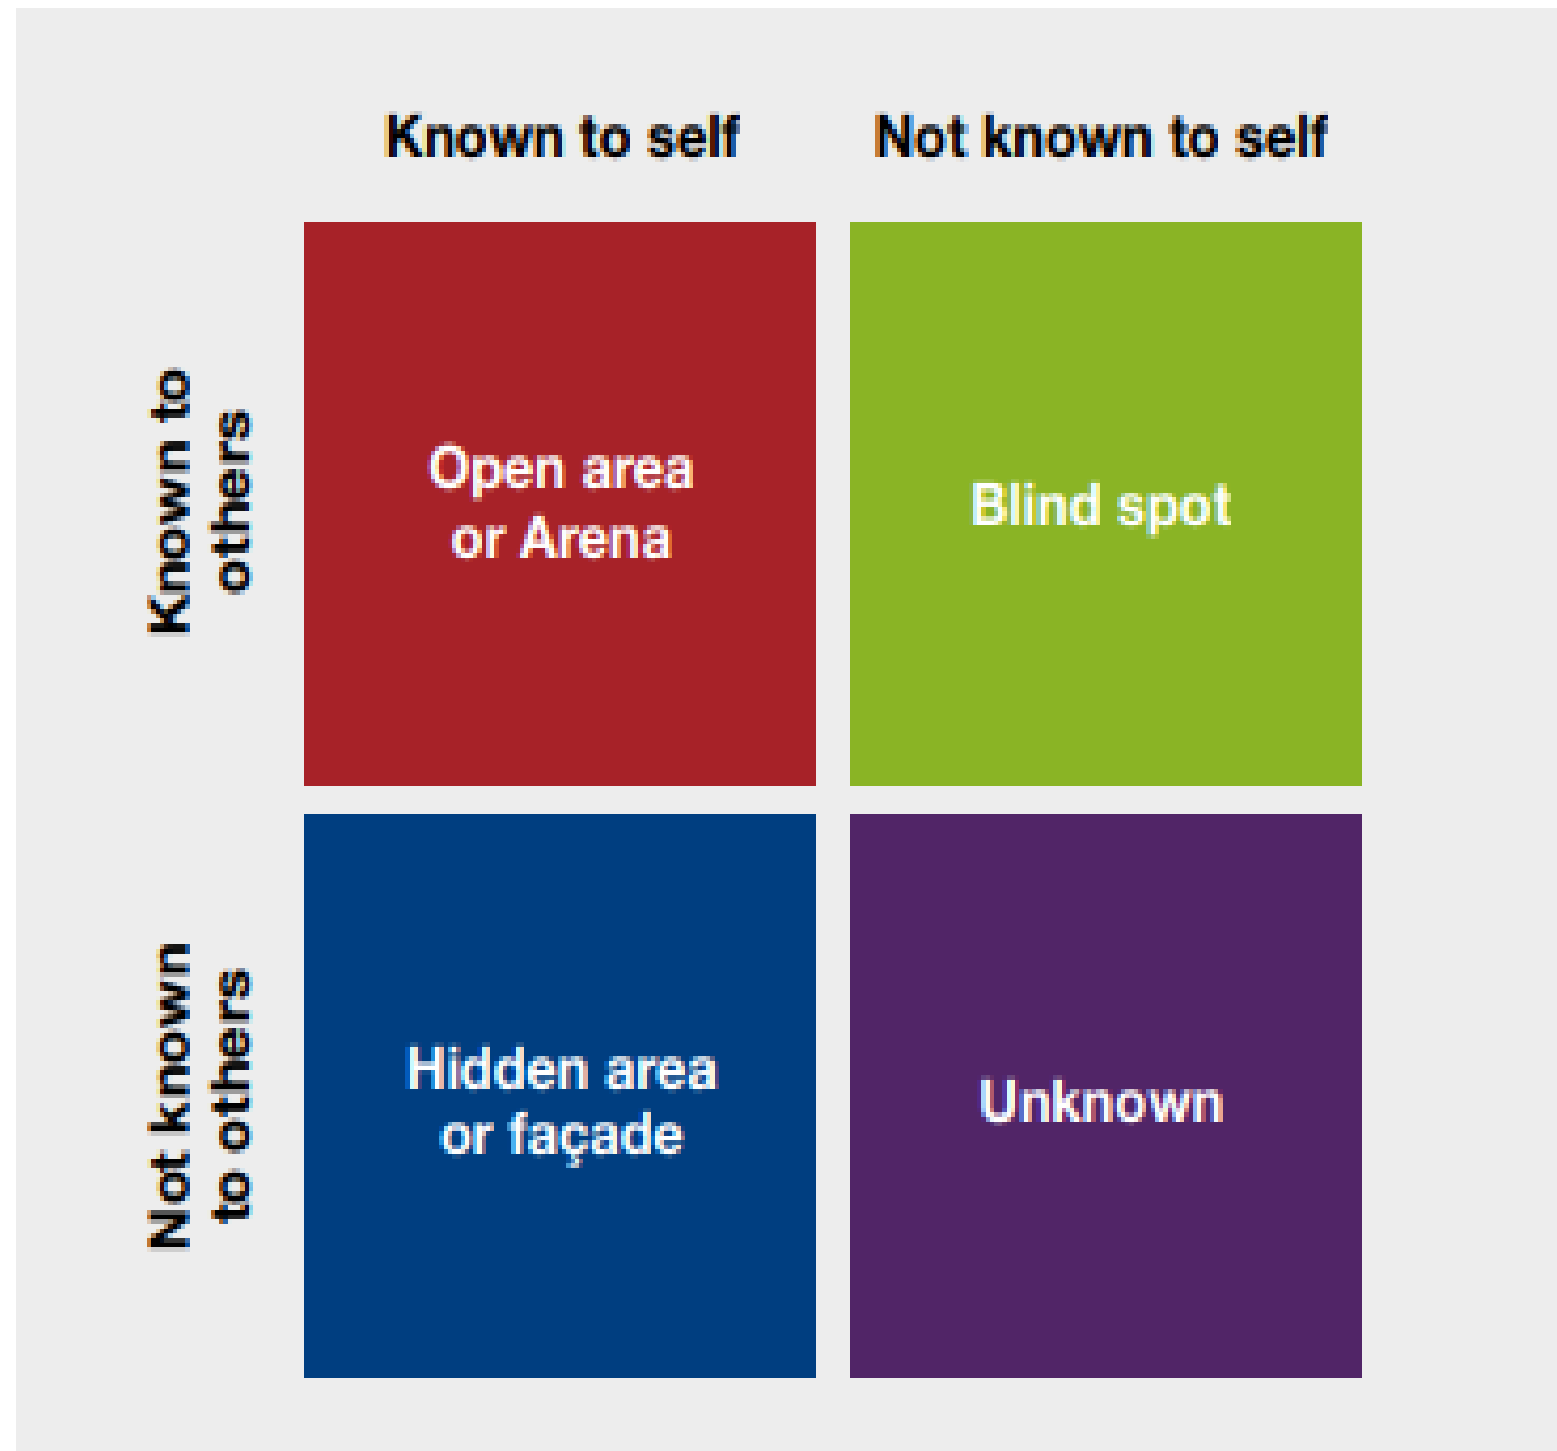 Known to self
Not known to self
Known to
others
Open area
or Arena
Blind spot
Not known
to others
Hidden area
or façade
Unknown